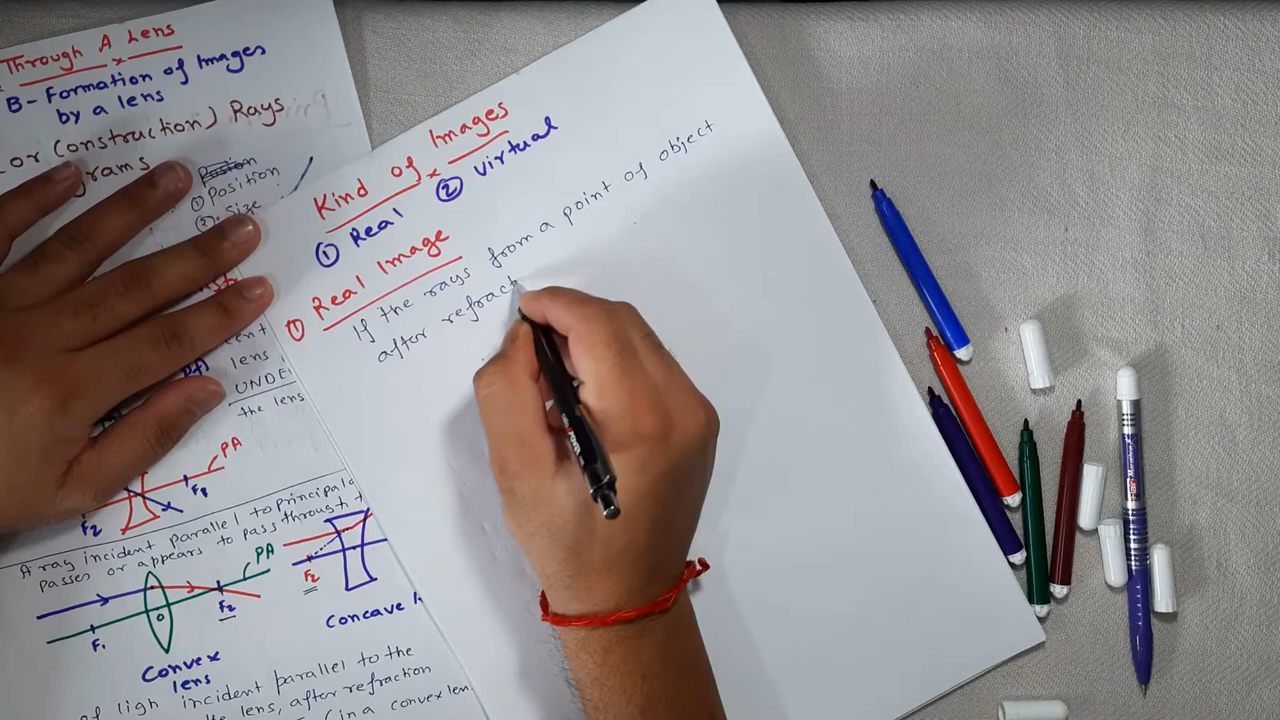 Through A Lens
B- Formation of Images
by a lens
or Construction) Rays
grams
① Position
②. Size
lens
UNDE
the lens
PA
F2
F1
A ray incident parallel to principal
passes or appears to pass through
PA
F1
O
F2
Convex
lens
F2
Concave
of ligh incident parallel to the
lens, after refraction
(in a convex len
Kind of Images
① Real ② Virtual
① Real Image
If the rays from a point of object
after refract